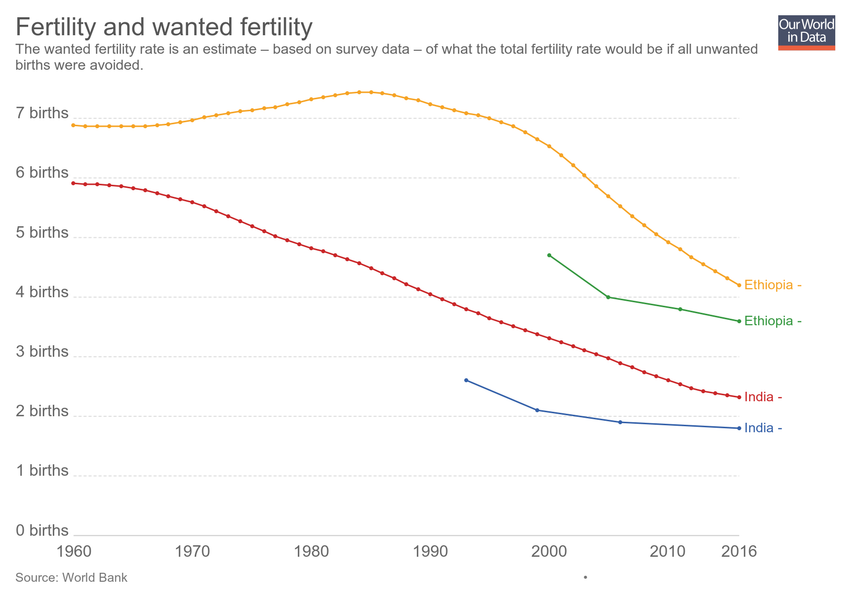 Fertility and wanted fertility
Our World
in Data
The wanted fertility rate is an estimate – based on survey data – of what the total fertility rate would be if all unwanted
births were avoided.
7 births
6 births
5 births
4 births
3 births
2 births
1 births
0 births
Ethiopia -
Ethiopia -
India -
India -
1960
1970
1980
1990
2000
2010
2016
Source: World Bank
•